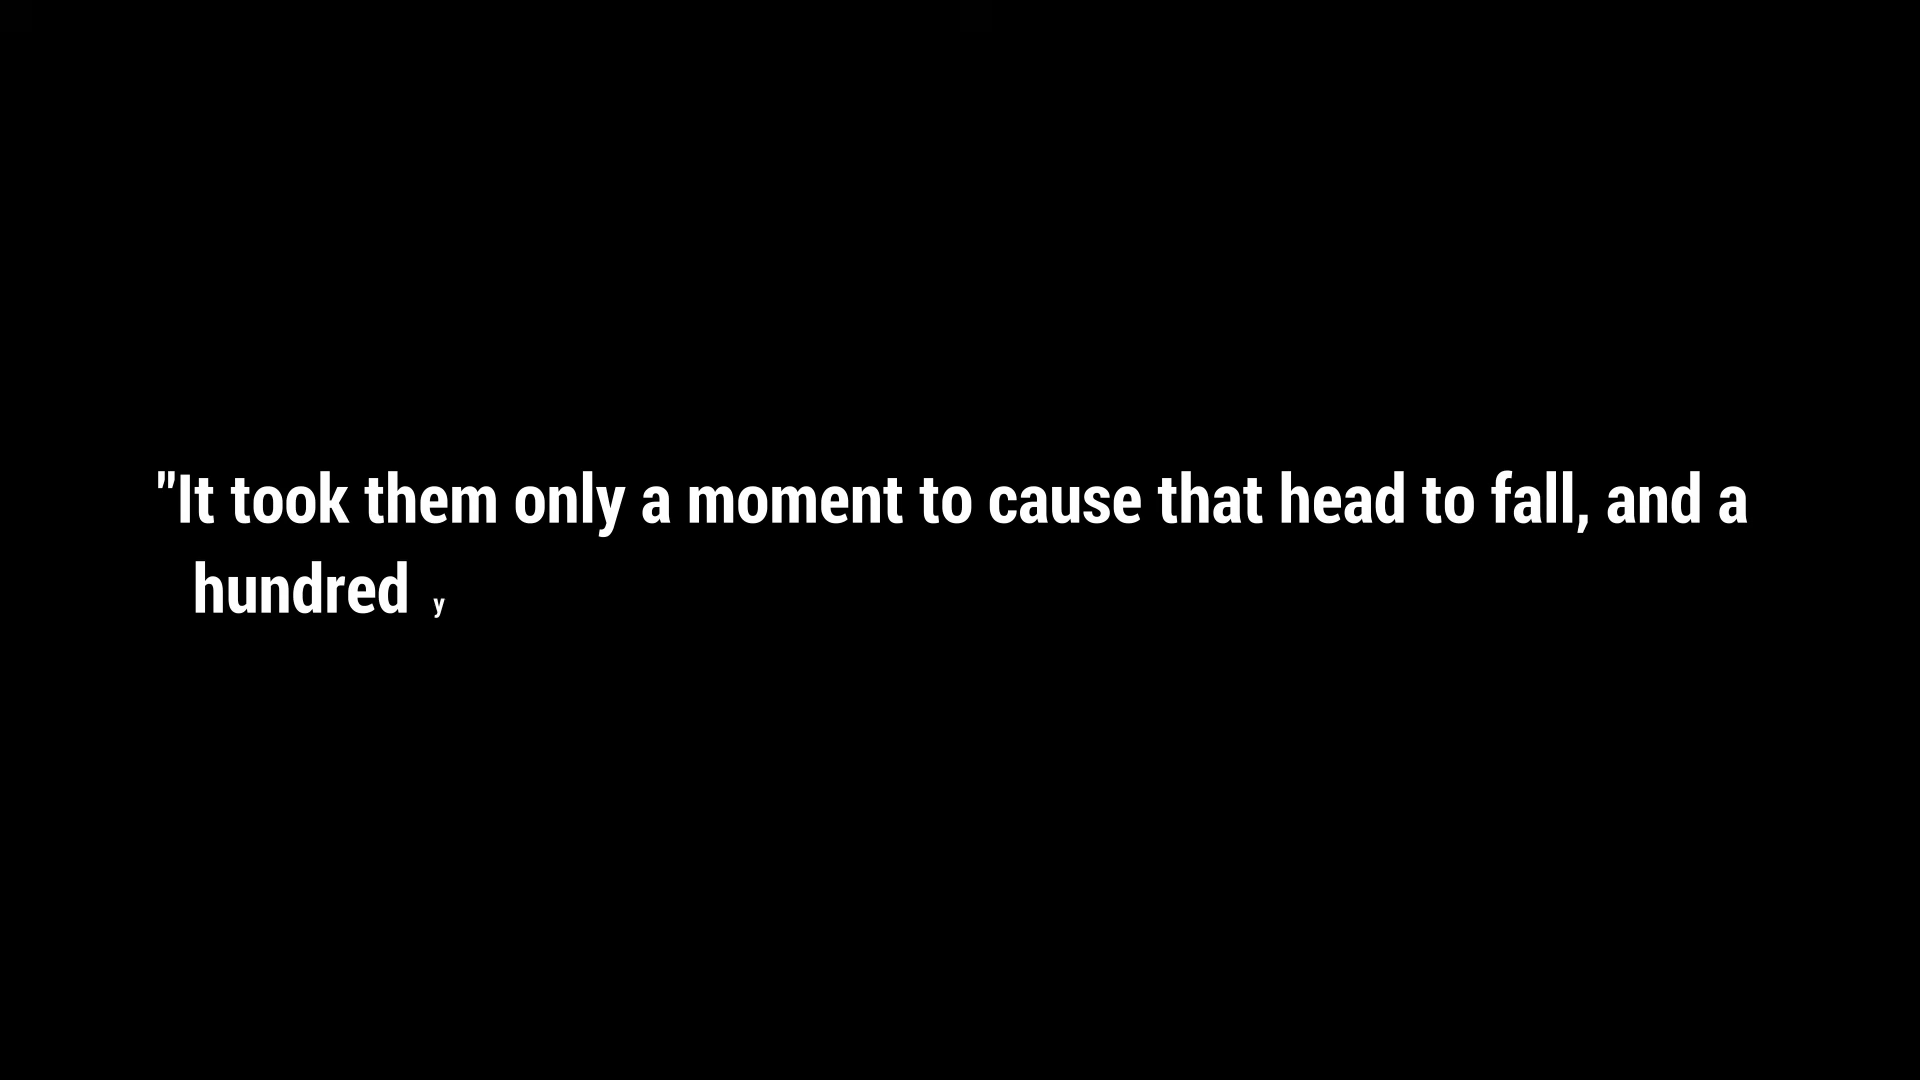 "It took them only a moment to cause that head to fall, and a
hundred y